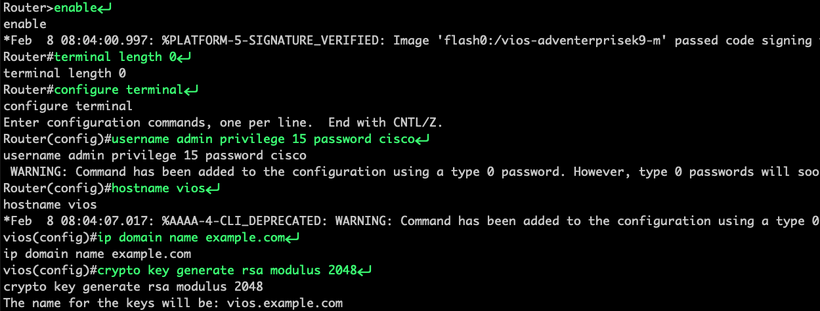 Router>enable↵
enable
*Feb  8 08:04:00.997: %PLATFORM-5-SIGNATURE_VERIFIED: Image 'flash0:/vios-adventerprisek9-m' passed code signing
Router#terminal length 0↵
terminal length 0
Router#configure terminal↵
configure terminal
Enter configuration commands, one per line.  End with CNTL/Z.
Router(config)#username admin privilege 15 password cisco↵
username admin privilege 15 password cisco
 WARNING: Command has been added to the configuration using a type 0 password. However, type 0 passwords will soo
Router(config)#hostname vios↵
hostname vios
*Feb  8 08:04:07.017: %AAAA-4-CLI_DEPRECATED: WARNING: Command has been added to the configuration using a type 0
vios(config)#ip domain name example.com↵
ip domain name example.com
vios(config)#crypto key generate rsa modulus 2048↵
crypto key generate rsa modulus 2048
The name for the keys will be: vios.example.com